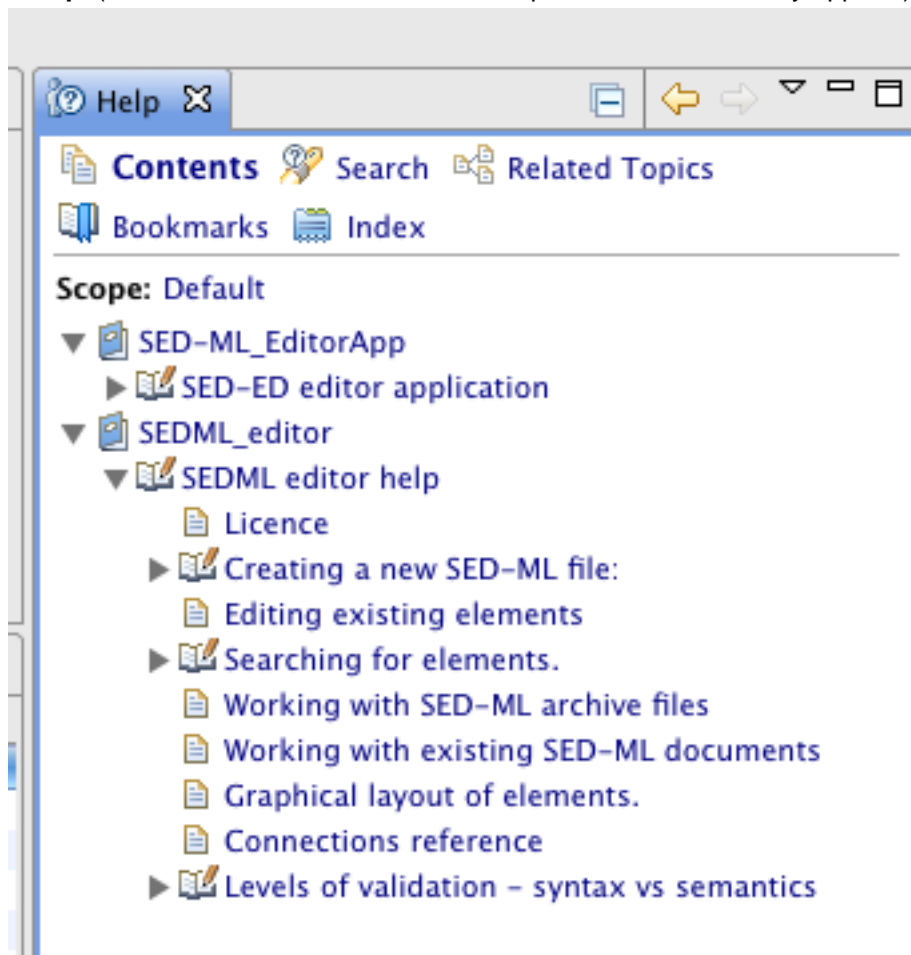 Help
Contents Search Related Topics
Bookmarks Index
Scope: Default
SED-ML_EditorApp
SED-ED editor application
SEDML_editor
SEDML editor help
Licence
Creating a new SED-ML file:
Editing existing elements
Searching for elements.
Working with SED-ML archive files
Working with existing SED-ML documents
Graphical layout of elements.
Connections reference
Levels of validation - syntax vs semantics